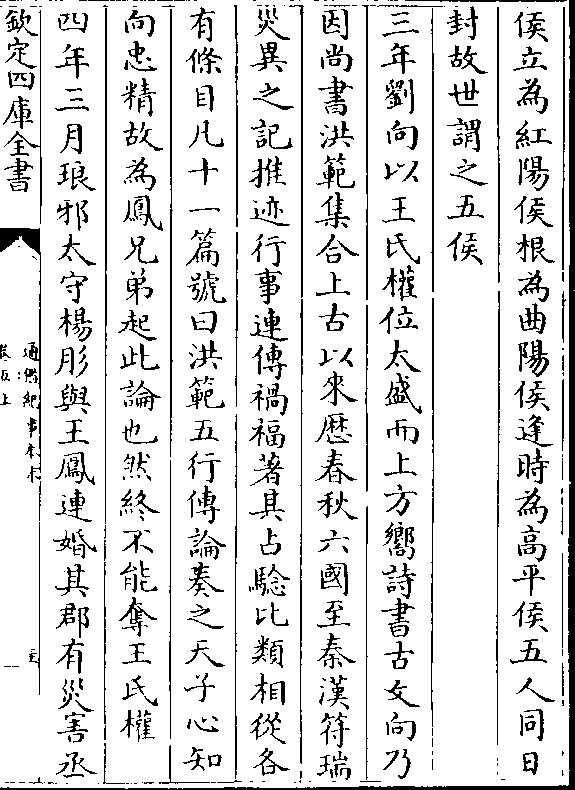 侯立為紅陽侯根為曲陽侯逢時為高平侯五人同日
封故世謂之五侯
三年劉向以王氏權位太盛而上方嚮詩書古文向乃
因尚書洪範集合上古以來歴春秋六國至秦漢符瑞
災異之記推迹行事連傳禍福著其占驗比類相從各
有條目凡十一篇號曰洪範五行傳論奏之天子心知
向忠精故為鳳兄弟起此論也然終不能奪王氏權
四年三月琅邪太守楊肜與王鳳連婚其郡有災害丞
欽定四庫全書
通鑑紀事本末